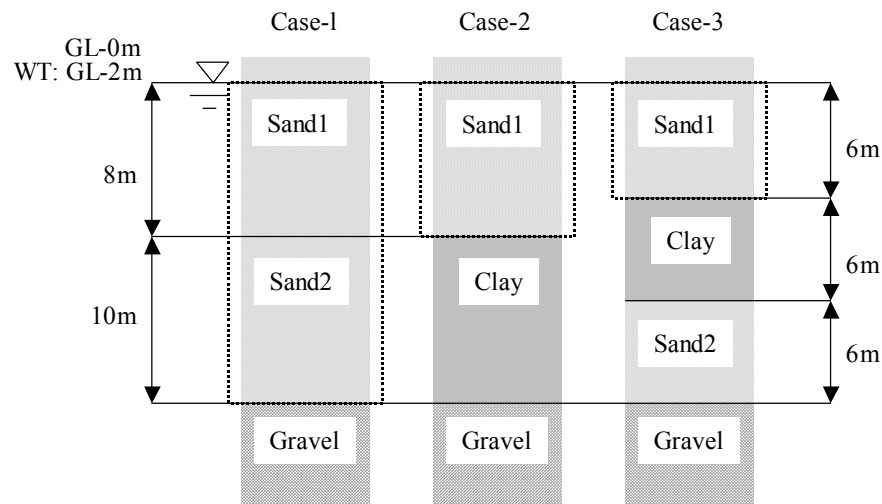 Case-1
Case-2
Case-3
GL-0m
WT: GL-2m
Sand1
Sand1
Sand1
8m
6m
Clay
6m
Sand2
Clay
10m
Sand2
6m
Gravel
Gravel
Gravel